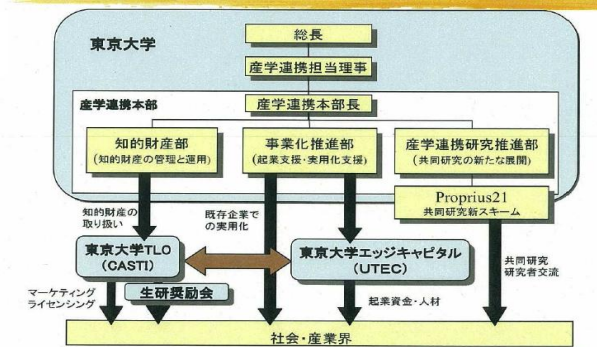 東京大学
総長
産学連携担当理事
産学連携本部長
産学連携本部
知的財産部
(知的財産の管理と運用)
事業化推進部
(起業支援・実用化支援)
産学連携研究推進部
(共同研究の新たな展開)
Proprius21
共同研究新スキーム
知的財産の
取り扱い
既存企業で
の実用化
東京大学TLO
(CASTI)
東京大学エッジキャピタル
(UTEC)
共同研究
研究者交流
マーケティング
ライセンシング
生研奨励会
起業資金・人材
社会・産業界